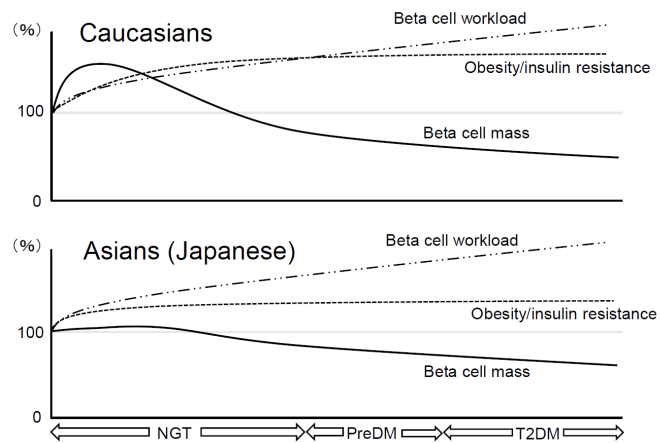 (%)
Caucasians
Beta cell workload
Obesity/insulin resistance
100
Beta cell mass
0
(%)
Asians (Japanese)
Beta cell workload
Obesity/insulin resistance
100
Beta cell mass
0
NGT PreDM T2DM